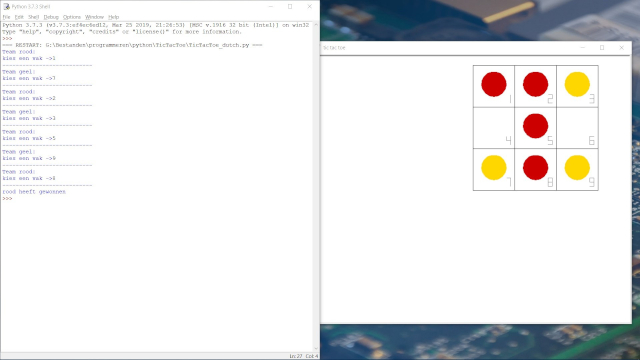 Python 3.7.3 Shell
File Edit Shell Debug Options Window Help
Python 3.7.3 (v3.7.3:ef4ec6ed12, Mar 25 2019, 21:26:53) [MSC v.1916 32 bit (Intel)] on win32
Type "help", "copyright", "credits" or "license()" for more information.
>>>
=== RESTART: G:\Bestanden\programmeren\python\TicTacToe\TicTacToe_dutch.py ===
Team rood:
kies een vak ->1
------------------------------
Team geel:
kies een vak ->7
------------------------------
Team rood:
kies een vak ->2
------------------------------
Team geel:
kies een vak ->3
------------------------------
Team rood:
kies een vak ->5
------------------------------
Team geel:
kies een vak ->9
------------------------------
Team rood:
kies een vak ->8
------------------------------
rood heeft gewonnen
>>>
Ln: 27 Col: 4
tic tac toe
1 2 3
4 5 6
7 8 9